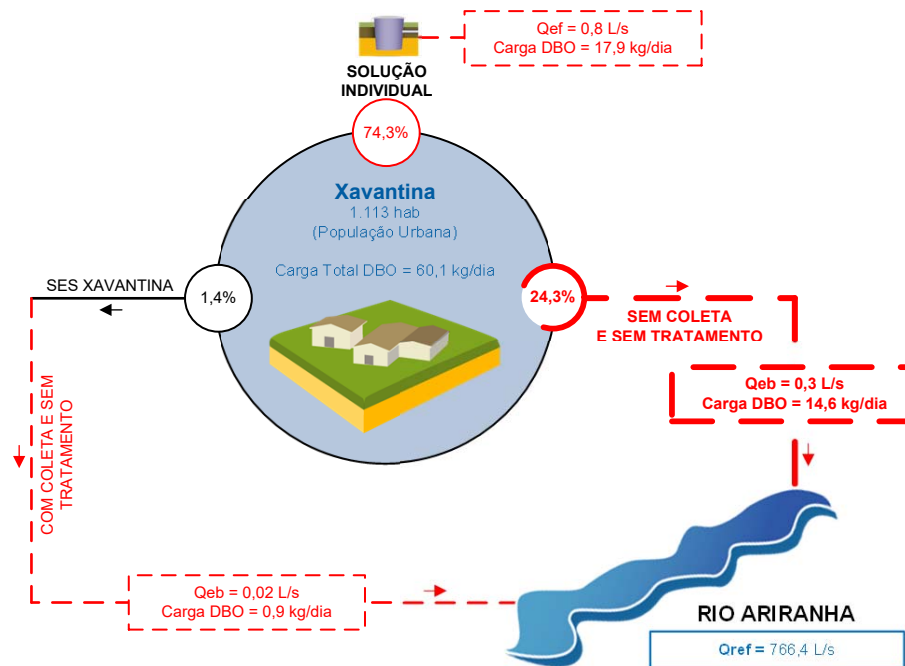 Qef = 0,8 L/s
Carga DBO = 17,9 kg/dia
SOLUÇÃO
INDIVIDUAL
74,3%
Xavantina
1.113 hab
(População Urbana)
Carga Total DBO = 60,1 kg/dia
SES XAVANTINA
1,4%
24,3%
SEM COLETA
E SEM TRATAMENTO
Qeb = 0,3 L/s
Carga DBO = 14,6 kg/dia
COM COLETA E SEM
TRATAMENTO
Qeb = 0,02 L/s
Carga DBO = 0,9 kg/dia
RIO ARIRANHA
Qref = 766,4 L/s